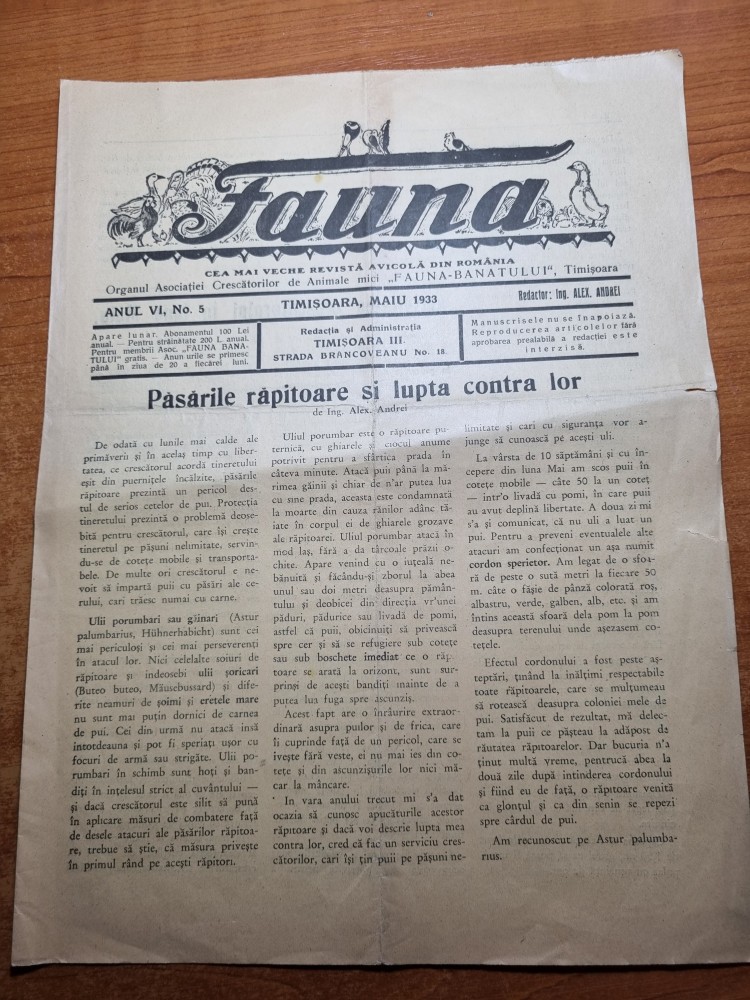 Fauna
CEA MAI VECHE REVISTĂ AVICOLĂ DIN ROMÂNIA
Organul Asociației Crescătorilor de Animale mici „FAUNA-BANATULUI“, Timișoara
ANUL VI, No. 5
TIMIȘOARA, MAIU 1933
Redactor: Ing. ALEX. ANDREI
Apare lunar. Abonamentul 100 Lei
anual. — Pentru străinătate 200 L. anual.
Pentru membrii Asoc. „FAUNA BANA-
TULUI“ gratis. — Anunțurile se primesc
până în ziua de 20 a fiecărei luni.
Redacția și Administrația
TIMIȘOARA III.
STRADA BRÂNCOVEANU No. 18
Manuscrisele nu se înapoiază.
Reproducerea articolelor fără
aprobarea prealabilă a redacției este
interzisă.
Păsările răpitoare și lupta contra lor
de Ing. Alex. Andrei
De odată cu lunile mai calde ale
primăverii și în acelaș timp cu liber-
tatea, ce crescătorul acordă tineretului
eșit din puernițele încălzite, păsările
răpitoare prezintă un pericol des-
tul de serios cetelor de pui. Protecția
tineretului prezintă o problemă deose-
bită pentru crescătorul, care își crește
tineretul pe pășuni nelimitate, servin-
du-se de cotețe mobile și transporta-
bele. De multe ori crescătorul e ne-
voit să împartă puii cu păsări ale ce-
rului, cari trăesc numai cu carne.
Ulii porumbari sau găinari (Astur
palumbarius, Hühnerhabicht) sunt cei
mai periculoși și cei mai perseverenți
în atacul lor. Nici celelalte soiuri de
răpitoare și îndeosebi ulii șoricari
(Buteo buteo, Mäusebussard) și dife-
rite neamuri de șoimi și eretele mare
nu sunt mai puțin dornici de carnea
de pui. Cei din urmă nu atacă însă
întotdeauna și pot fi speriați ușor cu
focuri de armă sau strigăte. Ulii po-
rumbari în schimb sunt hoți și ban-
diți în înțelesul strict al cuvântului —
și dacă crescătorul este silit să pună
în aplicare măsuri de combatere față
de desele atacuri ale păsărilor răpitoa-
re, trebue să știe, că măsura privește
în primul rând pe acești răpitori.
Uliul porumbar este o răpitoare pu-
ternică, cu ghiarele și ciocul anume
potrivit pentru a sfârtica prada în
câteva minute. Atacă puii până la mă-
rimea găinii și chiar de n'ar putea lua
cu sine prada, aceasta este condamnată
la moarte din cauza rănilor adânc tă-
iate în corpul ei de ghiarele grozave
ale răpitoarei. Uliul porumbar atacă în
mod laș, fără a da târcoale prăzii o-
chite. Apare venind cu o iuțeală ne-
bănuită și făcându-și zborul la abea
unul sau doi metri deasupra pămân-
tului și deobicei din direcția vr'unei
păduri, pădurice sau livadă de pomi,
astfel că puii, obicinuiți să privească
spre cer și să se refugiere sub cotețe
sau sub boschete imediat ce o răpi-
toare se arată la orizont, sunt sur-
prinși de acești bandiți înainte de a
putea lua fuga spre ascunziș.
Acest fapt are o înrâurire extraor-
dinară asupra puilor și de frica, care
îi cuprinde față de un pericol, care se
ivește fără veste, ei nu mai ies din co-
tețe și din ascunzișurile lor nici mă-
car la mâncare.
In vara anului trecut mi s'a dat
ocazia să cunosc apucăturile acestor
răpitoare și dacă voi descrie lupta mea
contra lor, cred că fac un serviciu cres-
cătorilor, cari își țin puii pe pășuni ne-
limitate și cari cu siguranța vor a-
junge să cunoască pe acești uli.
La vârsta de 10 săptămâni și cu în-
cepere din luna Mai am scos puii în
cotețe mobile — câte 50 la un coteț
— intr'o livadă cu pomi, în care puii
au avut deplină libertate. A doua zi mi
s'a și comunicat, că nu uli a luat un
pui. Pentru a preveni eventualele alte
atacuri am confecționat un așa numit
cordon sperietor. Am legat de o sfoa-
ră de peste o sută metri la fiecare 50
m. câte o fâșie de pânză colorată roș,
albastru, verde, galben, alb, etc. și am
întins această sfoară dela pom la pom
deasupra terenului unde așezasem co-
tețele.
Efectul cordonului a fost peste aș-
teptări, ținând la inălțimi respectabile
toate răpitoarele, care se mulțumeau
să rotească deasupra coloniei mele de
pui. Satisfăcut de rezultat, mă delec-
tam la puii ce pășteau la adăpost de
răutatea răpitoarelor. Dar bucuria n'a
ținut multă vreme, pentrucă abea la
două zile după intinderea cordonului
și fiind eu de față, o răpitoare venită
ca glonțul și ca din senin se repezi
spre cârdul de pui.
Am recunoscut pe Astur palumba-
rius.